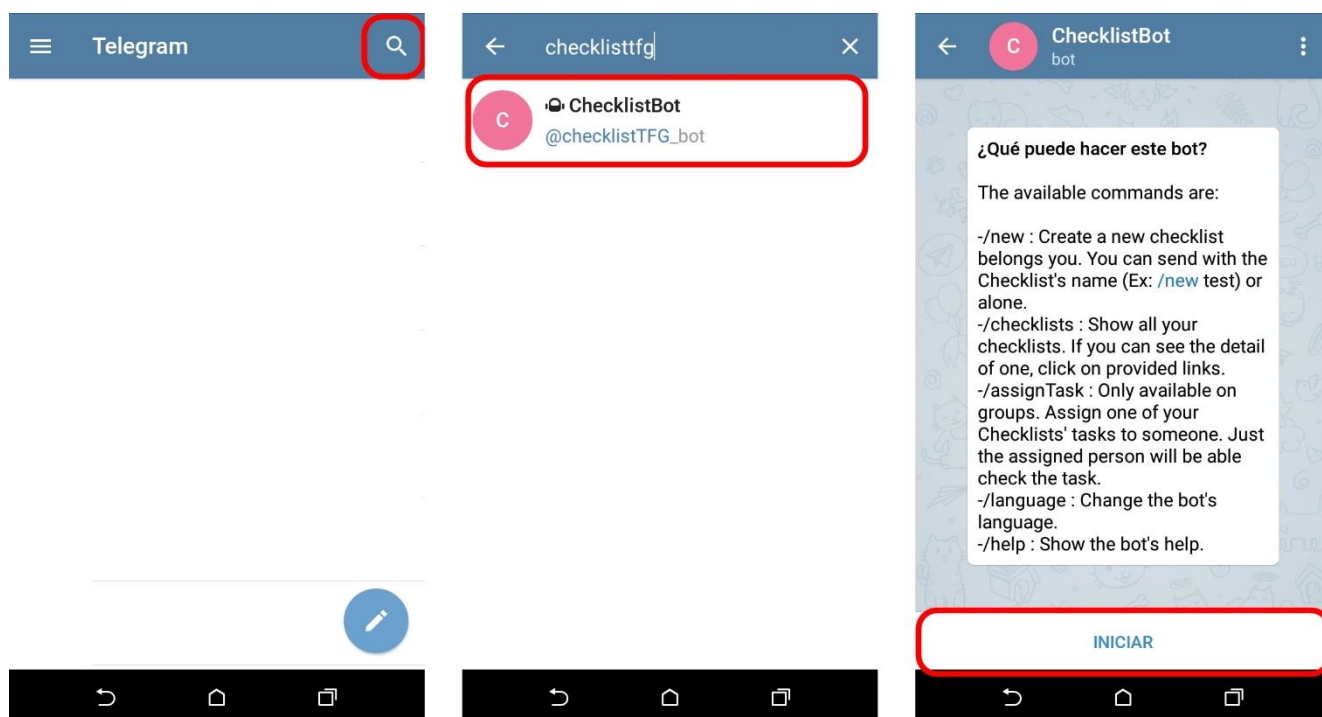 Telegram
checklisttfg
ChecklistBot
@checklistTFG_bot
C
ChecklistBot
bot
C
¿Qué puede hacer este bot?
The available commands are:
-/new : Create a new checklist
belongs you. You can send with the
Checklist's name (Ex: /new test) or
alone.
-/checklists : Show all your
checklists. If you can see the detail
of one, click on provided links.
-/assignTask : Only available on
groups. Assign one of your
Checklists' tasks to someone. Just
the assigned person will be able
check the task.
-/language : Change the bot's
language.
-/help : Show the bot's help.
INICIAR